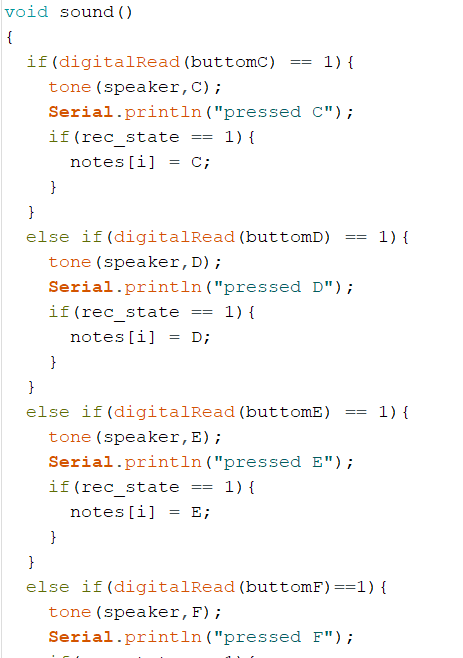 void sound()
{
  if(digitalRead(buttomC) == 1){
    tone(speaker,C);
    Serial.println("pressed C");
    if(rec_state == 1){
      notes[i] = C;
    }
  }
  else if(digitalRead(buttomD) == 1){
    tone(speaker,D);
    Serial.println("pressed D");
    if(rec_state == 1){
      notes[i] = D;
    }
  }
  else if(digitalRead(buttomE) == 1){
    tone(speaker,E);
    Serial.println("pressed E");
    if(rec_state == 1){
      notes[i] = E;
    }
  }
  else if(digitalRead(buttomF)==1){
    tone(speaker,F);
    Serial.println("pressed F");